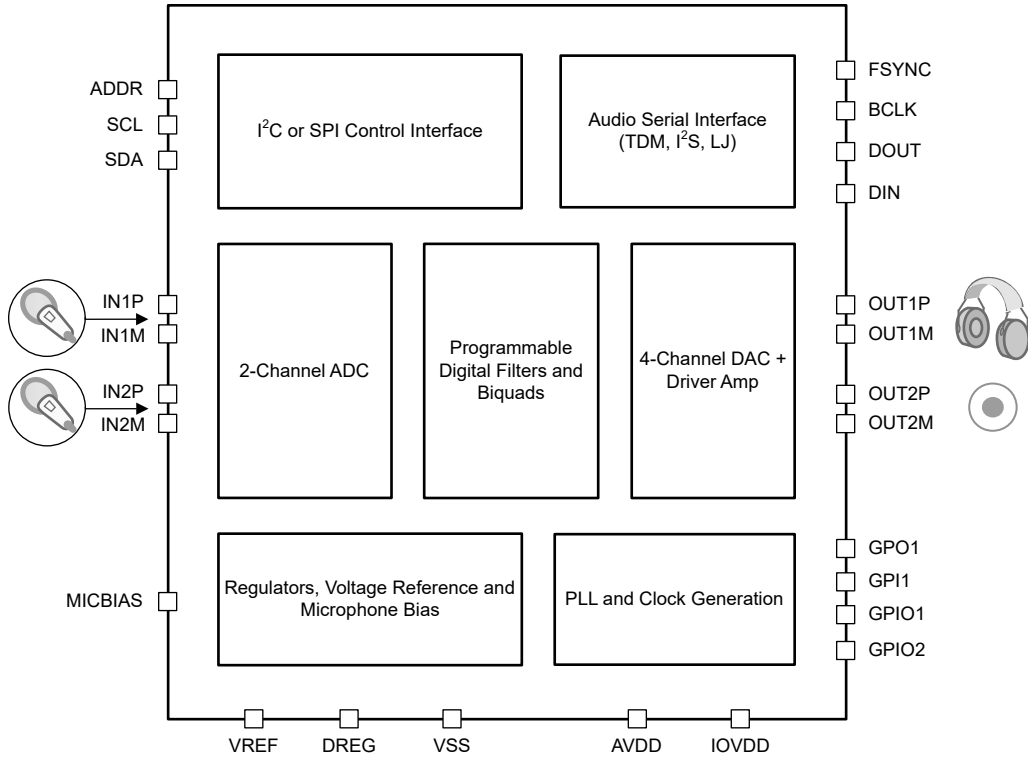 ADDR
SCL
SDA
I²C or SPI Control Interface
Audio Serial Interface
(TDM, I²S, LJ)
FSYNC
BCLK
DOUT
DIN
IN1P
IN1M
IN2P
IN2M
2-Channel ADC
Programmable
Digital Filters and
Biquads
4-Channel DAC +
Driver Amp
OUT1P
OUT1M
OUT2P
OUT2M
MICBIAS
Regulators, Voltage Reference and
Microphone Bias
PLL and Clock Generation
GPO1
GPI1
GPIO1
GPIO2
VREF
DREG
VSS
AVDD
IOVDD